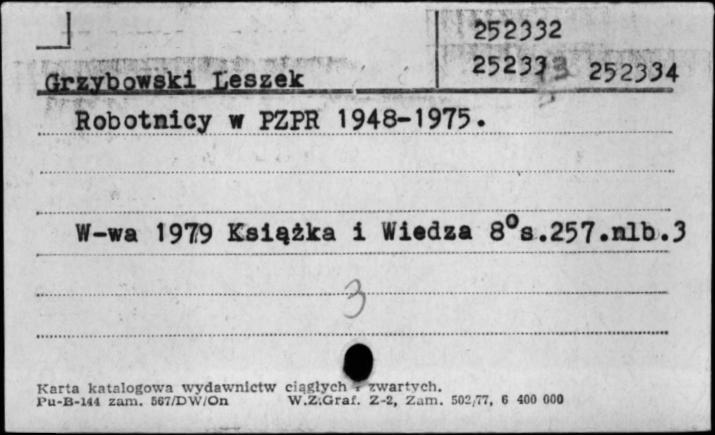 252332
252333 252334
Grzybowski Leszek
Robotnicy w PZPR 1948-1975.
W-wa 1979 Książka i Wiedza 8° s.257.nlb.3
3
Karta katalogowa wydawnictw ciągłych i zwartych.
Pu-B-144 zam. 567/DW/On W.Z.Graf. Z-2, Zam. 502/77, 6 400 000